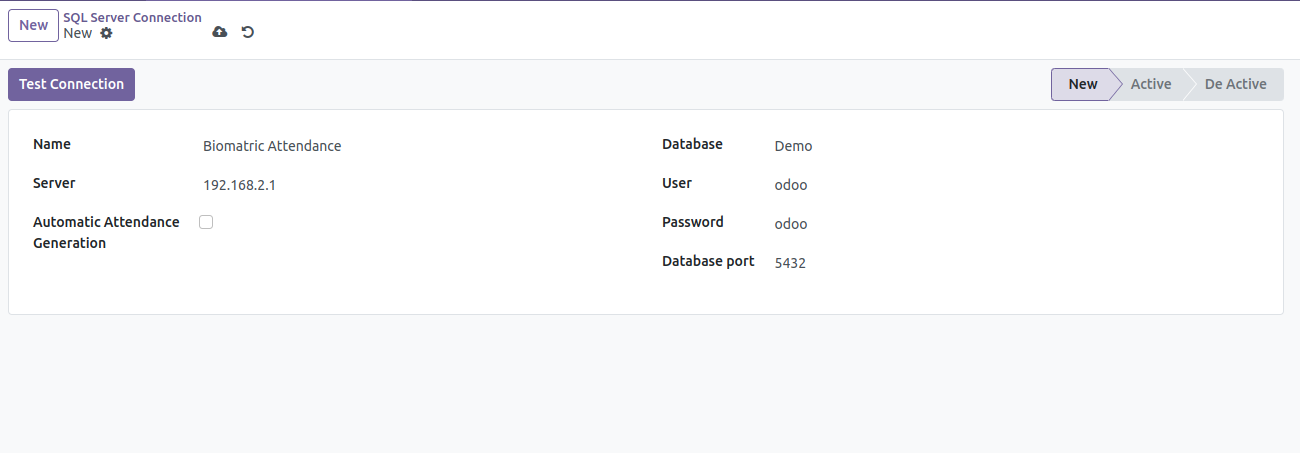 New
SQL Server Connection
New
Test Connection
New
Active
De Active
Name
Biomatric Attendance
Server
192.168.2.1
Automatic Attendance
Generation
Database
Demo
User
odoo
Password
odoo
Database port
5432